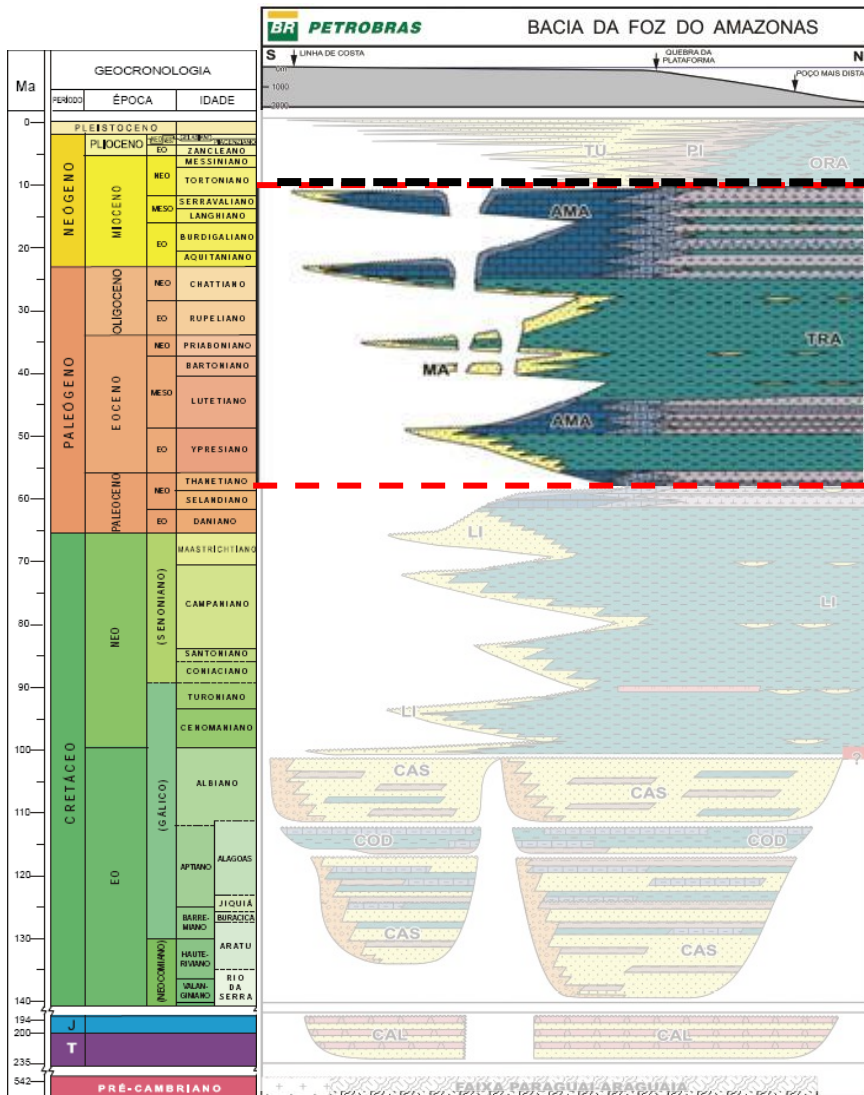 BR PETROBRAS BACIA DA FOZ DO AMAZONAS
S LINHA DE COSTA QUEBRA DA PLATAFORMA N
POÇO MAIS DISTA
1000
Ma
GEOCRONOLOGIA
PERÍODO ÉPOCA IDADE
0
PLEISTOCENO
PLIOCENO
EO ZANCLEANO
MESSINIANO
TU PI ORA
NEÓGENO
MIOCENO
NEO TORTONIANO
10
MESO SERRAVALIANO
LANGHIANO
AMA
EO BURDIGALIANO
20
AQUITANIANO
PALEÓGENO
OLIGOCENO
NEO CHATTIANO
30
EO RUPELIANO
EOCENO
NEO PRIABONIANO
TRA
MA
BARTONIANO
40
MESO
LUTETIANO
AMA
50
EO YPRESIANO
PALEOCENO
NEO THANETIANO
60
SELANDIANO
EO DANIANO
LI
CRETÁCEO
NEO
(SENONIANO)
MAASTRICHTIANO
70
CAMPANIANO
LI
80
SANTONIANO
CONIACIANO
90
(GÁLICO)
TURONIANO
LI
CENOMANIANO
100
?
EO
ALBIANO
CAS CAS
110
COD COD
APTIANO
ALAGOAS
120
JIQUIÁ
BARRE-
MIANO
BURACICA
CAS CAS
130
(NEOCOMIANO)
HAUTE-
RIVIANO
ARATU
VALAN-
GINIANO
RIO
DA
SERRA
140
194 J
CAL CAL
200
T
235
542
PRÉ-CAMBRIANO FAIXA PARAGUAI-ARAGUAIA